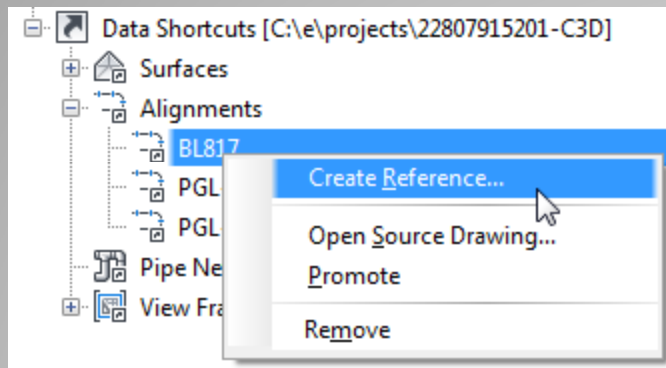 Data Shortcuts [C:\e\projects\22807915201-C3D]
Surfaces
Alignments
BL817
Create Reference...
PGL
PGL
Open Source Drawing...
Pipe Ne
Promote
View Fra
Remove